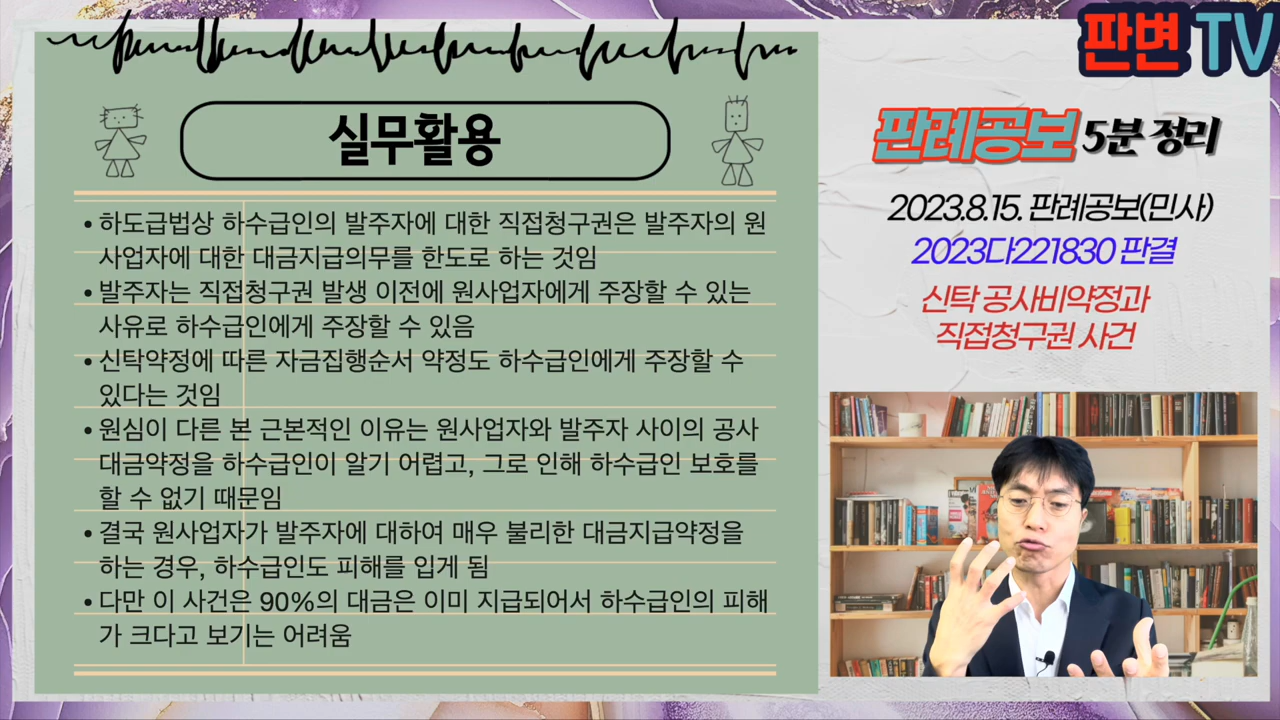 판변 TV
실무활용
• 하도급법상 하수급인의 발주자에 대한 직접청구권은 발주자의 원
사업자에 대한 대금지급의무를 한도로 하는 것임
• 발주자는 직접청구권 발생 이전에 원사업자에게 주장할 수 있는
사유로 하수급인에게 주장할 수 있음
• 신탁약정에 따른 자금집행순서 약정도 하수급인에게 주장할 수
있다는 것임
• 원심이 다른 본 근본적인 이유는 원사업자와 발주자 사이의 공사
대금약정을 하수급인이 알기 어렵고, 그로 인해 하수급인 보호를
할 수 없기 때문임
• 결국 원사업자가 발주자에 대하여 매우 불리한 대금지급약정을
하는 경우, 하수급인도 피해를 입게 됨
• 다만 이 사건은 90%의 대금은 이미 지급되어서 하수급인의 피해
가 크다고 보기는 어려움
판례공보 5분 정리
2023.8.15. 판례공보(민사)
2023다221830 판결
신탁 공사비약정과
직접청구권 사건